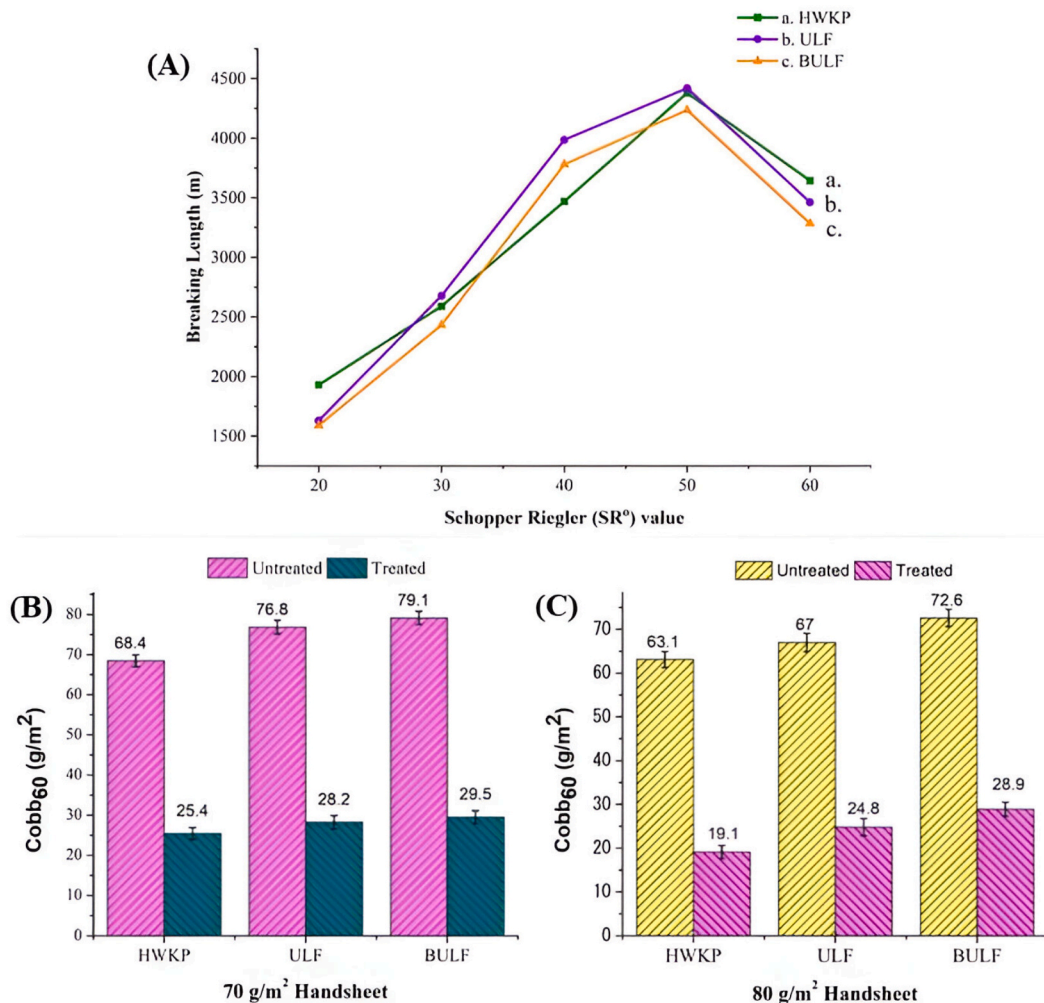 (A)
a. HWKP
b. ULF
c. BULF
4500
4000
3500
3000
2500
2000
1500
Breaking Length (m)
a.
b.
c.
20 30 40 50 60
Schopper Riegler (SRº) value
(B)
Untreated Treated
80
70
60
50
40
30
20
10
0
Cobb60 (g/m²)
68.4
25.4
76.8
28.2
79.1
29.5
HWKP ULF BULF
70 g/m² Handsheet
(C)
Untreated Treated
70
60
50
40
30
20
10
0
Cobb60 (g/m²)
63.1
19.1
67
24.8
72.6
28.9
HWKP ULF BULF
80 g/m² Handsheet